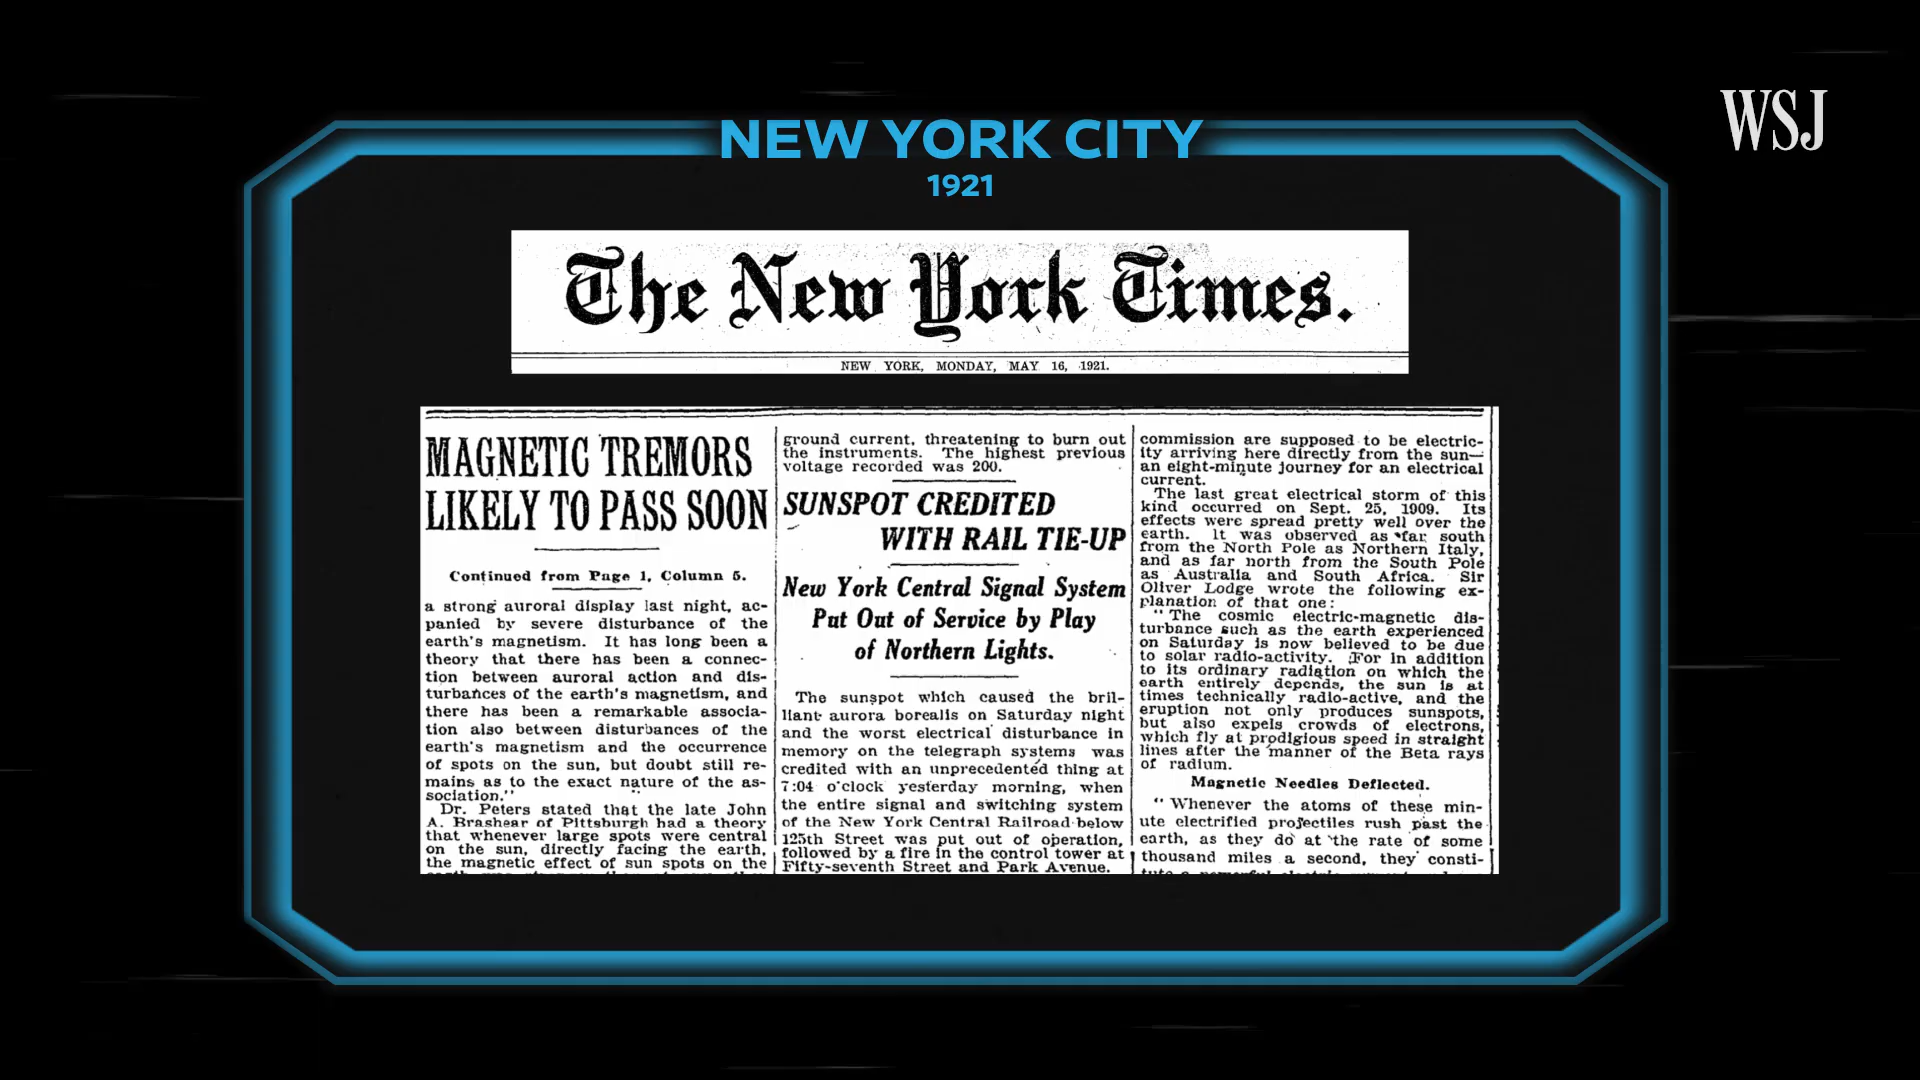 NEW YORK CITY
1921
WSJ
The New York Times.
NEW YORK, MONDAY, MAY 16, 1921.
MAGNETIC TREMORS
LIKELY TO PASS SOON
Continued from Page 1, Column 5.
a strong auroral display last night, ac-
panied by severe disturbance of the
earth's magnetism. It has long been a
theory that there has been a connec-
tion between auroral action and dis-
turbances of the earth's magnetism, and
there has been a remarkable associa-
tion also between disturbances of the
earth's magnetism and the occurrence
of spots on the sun, but doubt still re-
mains as to the exact nature of the as-
sociation."
Dr. Peters stated that the late John
A. Brashear of Pittsburgh had a theory
that whenever large spots were central
on the sun, directly facing the earth,
the magnetic effect of sun spots on the
ground current, threatening to burn out
the instruments. The highest previous
voltage recorded was 200.
SUNSPOT CREDITED
WITH RAIL TIE-UP
New York Central Signal System
Put Out of Service by Play
of Northern Lights.
The sunspot which caused the bril-
liant aurora borealis on Saturday night
and the worst electrical disturbance in
memory on the telegraph systems was
credited with an unprecedented thing at
7:04 o'clock yesterday morning, when
the entire signal and switching system
of the New York Central Railroad below
125th Street was put out of operation,
followed by a fire in the control tower at
Fifty-seventh Street and Park Avenue.
commission are supposed to be electric-
ity arriving here directly from the sun—
an eight-minute journey for an electrical
current.
The last great electrical storm of this
kind occurred on Sept. 25, 1909. Its
effects were spread pretty well over the
earth. It was observed as far south
from the North Pole as Northern Italy,
and as far north from the South Pole
as Australia and South Africa. Sir
Oliver Lodge wrote the following ex-
planation of that one:
"The cosmic electric-magnetic dis-
turbance such as the earth experienced
on Saturday is now believed to be due
to solar radio-activity. For in addition
to its ordinary radiation on which the
earth entirely depends, the sun is at
times technically radio-active, and the
eruption not only produces sunspots,
but also expels crowds of electrons,
which fly at prodigious speed in straight
lines after the manner of the Beta rays
of radium.
Magnetic Needles Deflected.
"Whenever the atoms of these min-
ute electrified projectiles rush past the
earth, as they do at the rate of some
thousand miles a second, they consti-